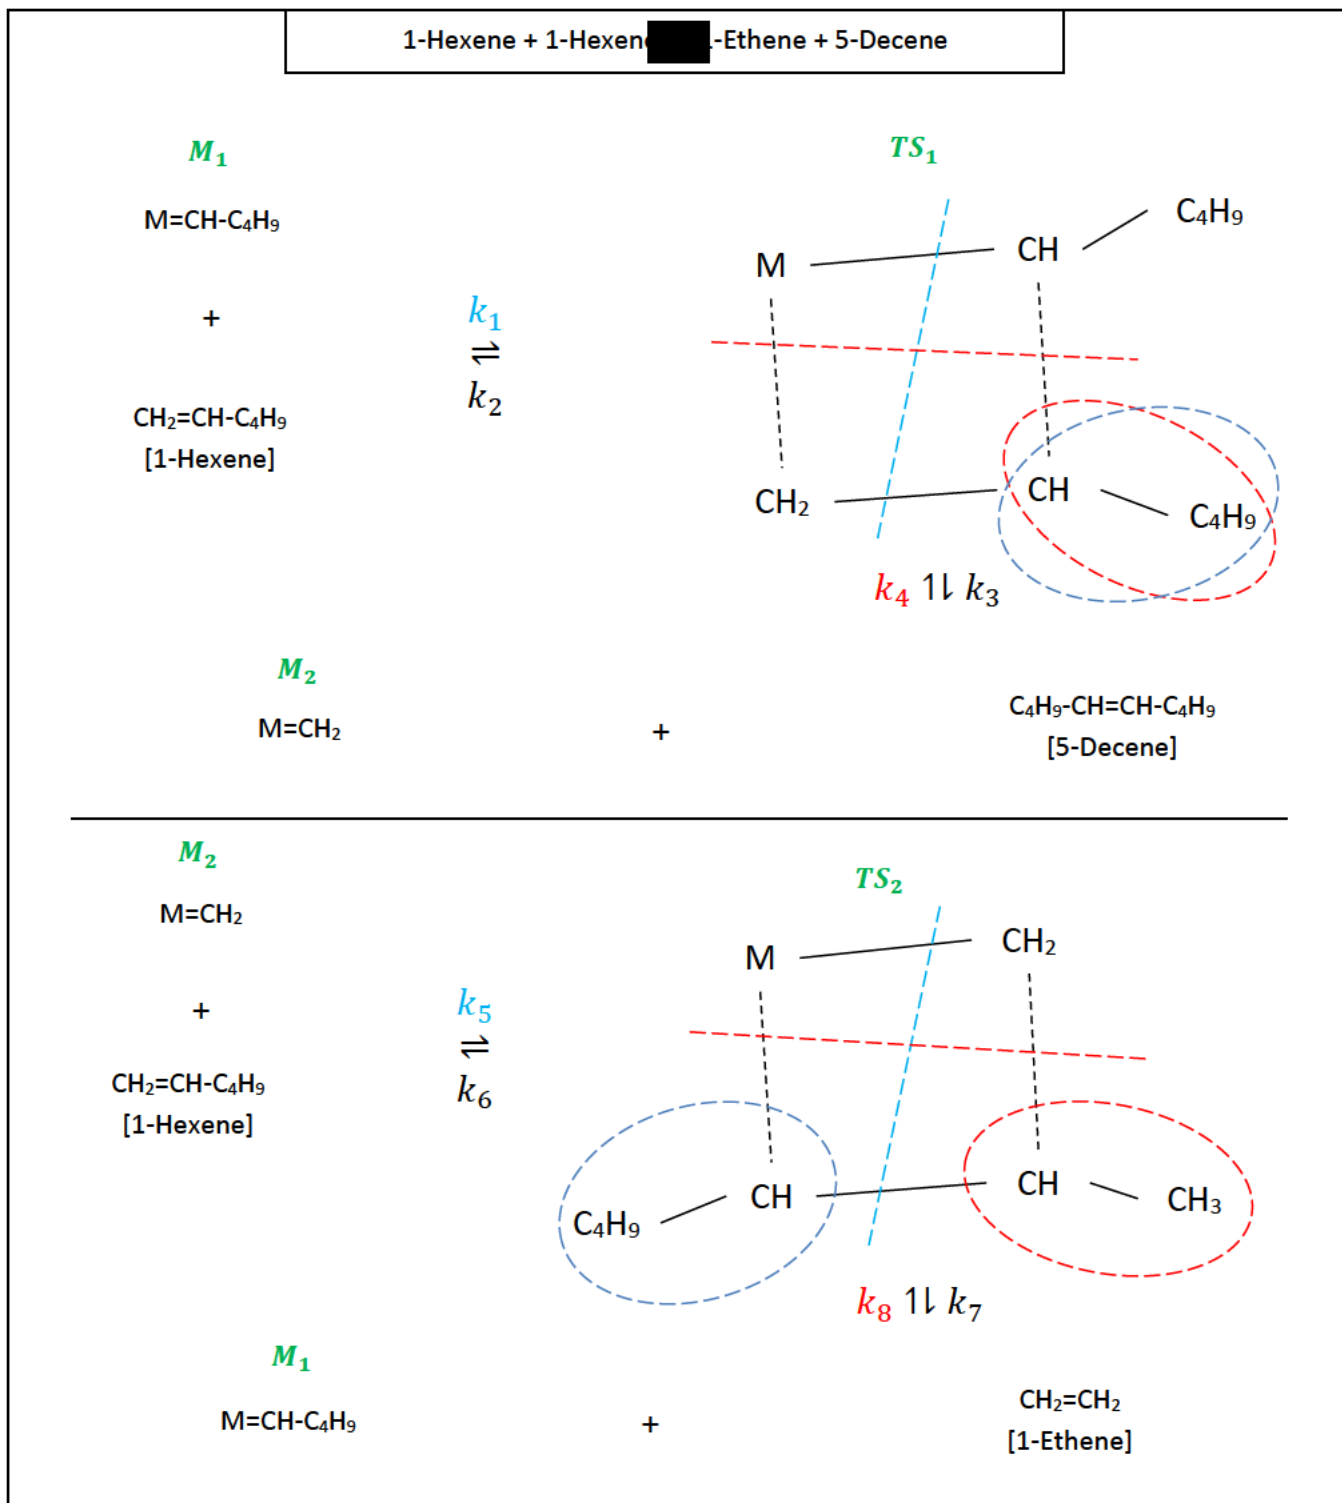 1-Hexene + 1-Hexene -Ethene + 5-Decene
M₁
TS₁
M=CH-C₄H₉
C₄H₉
M
CH
+
k₁
⇌
k₂
CH₂=CH-C₄H₉
[1-Hexene]
CH₂
CH
C₄H₉
k₄ ⇌ k₃
M₂
M=CH₂
+
C₄H₉-CH=CH-C₄H₉
[5-Decene]
M₂
TS₂
M=CH₂
M
CH₂
+
k₅
⇌
k₆
CH₂=CH-C₄H₉
[1-Hexene]
C₄H₉
CH
CH
CH₃
k₈ ⇌ k₇
M₁
M=CH-C₄H₉
+
CH₂=CH₂
[1-Ethene]